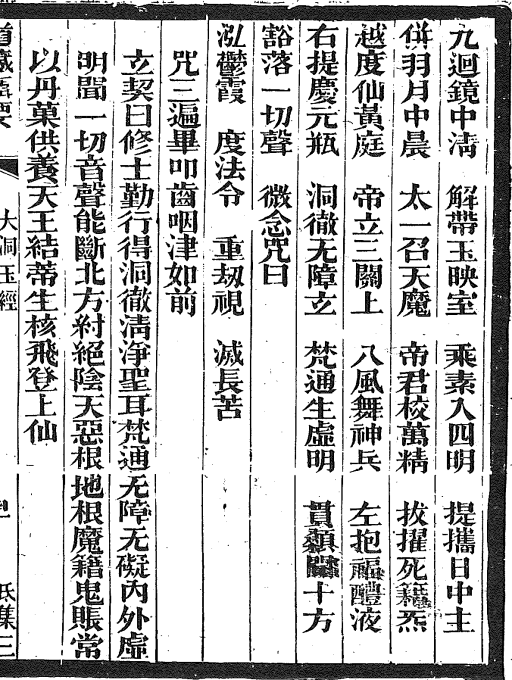 九迴鏡中清　解帶玉映室　乘素入四明　提攜日中主
併羽月中晨　太一召天魔　帝君校萬精　拔擢死籍炁
越度仙黃庭　帝立三關上　八風舞神兵　左抱福醴液
右提慶元瓶　洞徹无障立　梵通生虛明　貫類隣十方
豁落一切聲　微念咒曰
泓鬱霞　度法令　重刼視　滅長苦
咒三遍畢叩齒咽津如前
立契曰修士勤行得洞徹清淨聖耳梵通无障无礙內外虛
明聞一切音聲能斷北方紂絕陰天惡根地根魔籍鬼賬常
以丹菓供養天王結蒂生核飛登上仙
道藏輯要　大洞玉經　氐集三